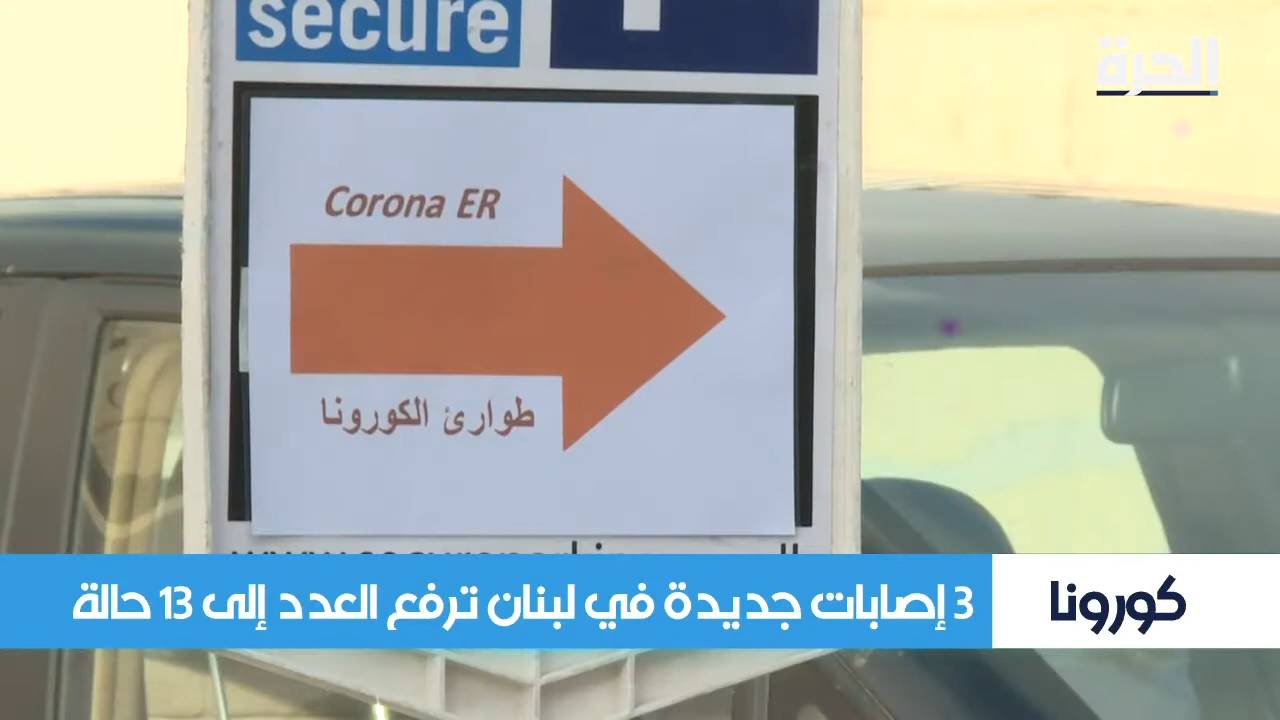 secure
الحرة
Corona ER
طوارئ الكورونا
كورونا
3 إصابات جديدة في لبنان ترفع العدد إلى 13 حالة